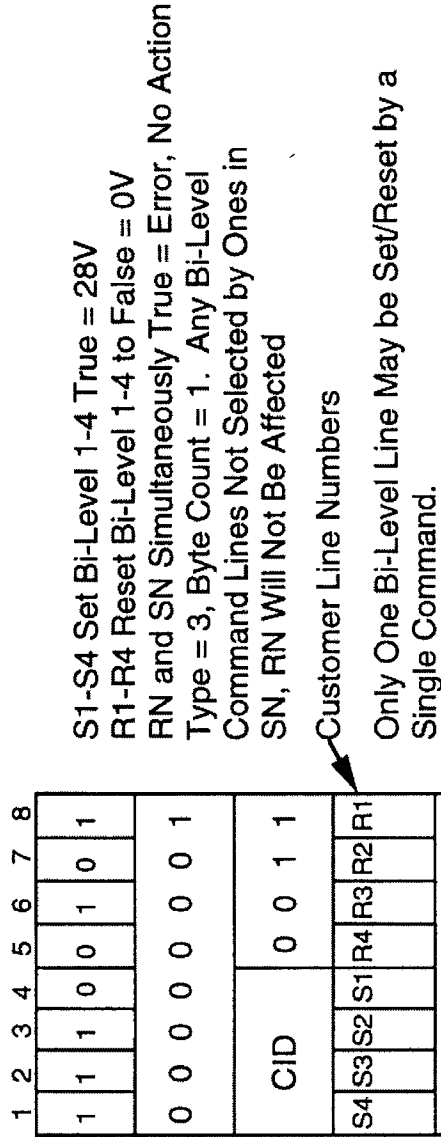 1 2 3 4 5 6 7 8
1 1 1 0 0 1 0 1
0 0 0 0 0 0 0 1
CID 0 0 1 1
S4 S3 S2 S1 R4 R3 R2 R1
S1-S4 Set Bi-Level 1-4 True = 28V
R1-R4 Reset Bi-Level 1-4 to False = 0V
RN and SN Simultaneously True = Error, No Action
Type = 3, Byte Count = 1. Any Bi-Level
Command Lines Not Selected by Ones in
SN, RN Will Not Be Affected
Customer Line Numbers
Only One Bi-Level Line May be Set/Reset by a
Single Command.